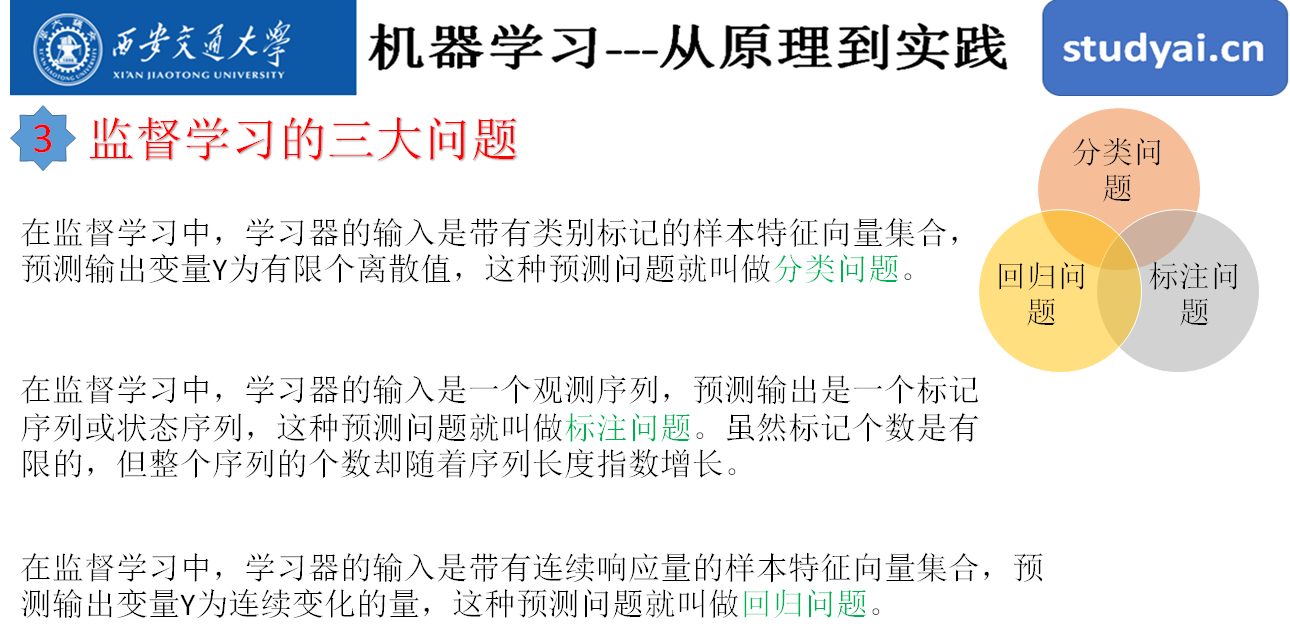 西安交通大学
XI'AN JIAOTONG UNIVERSITY
机器学习---从原理到实践
studyai.cn
3 监督学习的三大问题
分类问
题
回归问
题
标注问
题
在监督学习中，学习器的输入是带有类别标记的样本特征向量集合，
预测输出变量Y为有限个离散值，这种预测问题就叫做分类问题。
在监督学习中，学习器的输入是一个观测序列，预测输出是一个标记
序列或状态序列，这种预测问题就叫做标注问题。虽然标记个数是有
限的，但整个序列的个数却随着序列长度指数增长。
在监督学习中，学习器的输入是带有连续响应量的样本特征向量集合，预
测输出变量Y为连续变化的量，这种预测问题就叫做回归问题。